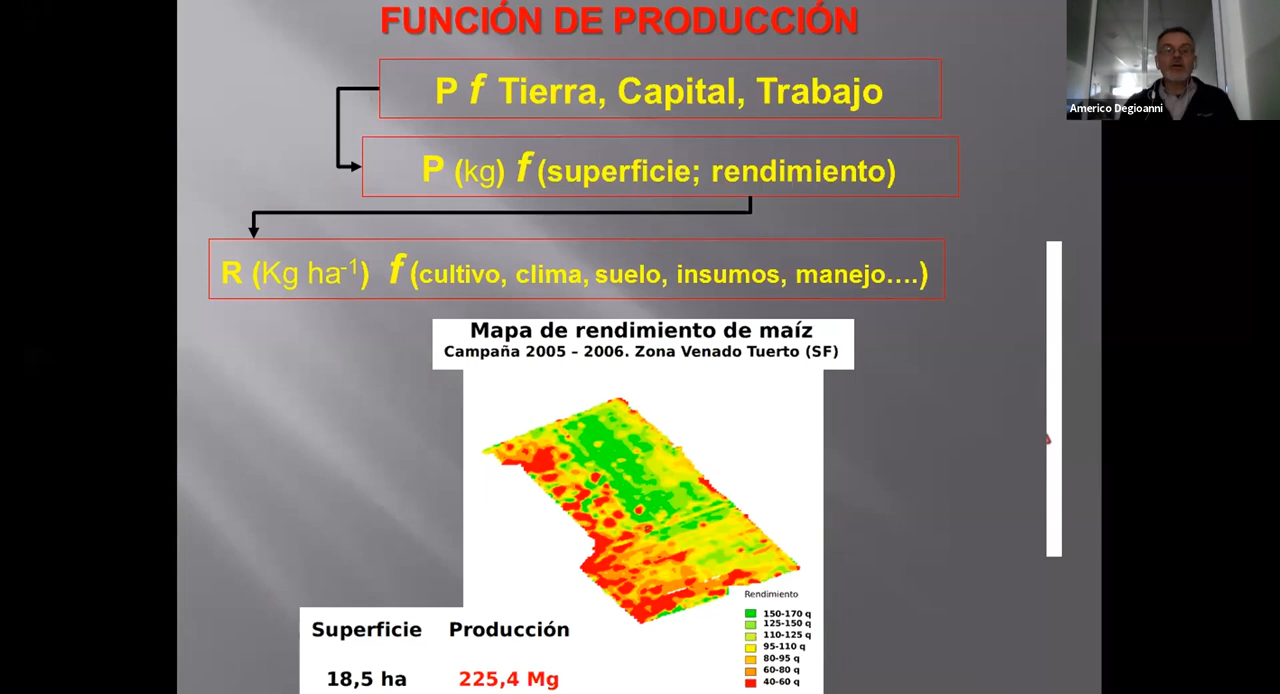 FUNCIÓN DE PRODUCCIÓN
P f Tierra, Capital, Trabajo
Americo Degioanni
P (kg) f (superficie; rendimiento)
R (Kg ha-1) f (cultivo, clima, suelo, insumos, manejo....)
Mapa de rendimiento de maíz
Campaña 2005 – 2006. Zona Venado Tuerto (SF)
Rendimiento
150-170 q
125-150 q
110-125 q
95-110 q
80-95 q
60-80 q
40-60 q
Superficie Producción
18,5 ha 225,4 Mg